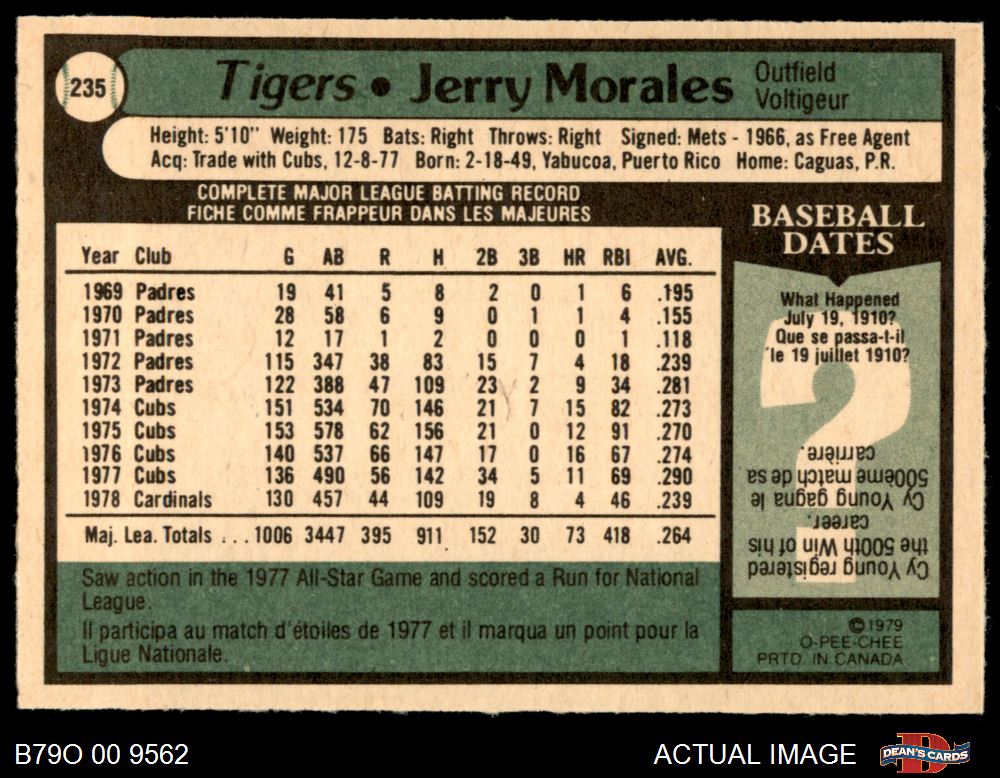 235
Tigers • Jerry Morales Outfield
Voltigeur
Height: 5'10" Weight: 175 Bats: Right Throws: Right Signed: Mets - 1966, as Free Agent
Acq: Trade with Cubs, 12-8-77 Born: 2-18-49, Yabucoa, Puerto Rico Home: Caguas, P.R.
COMPLETE MAJOR LEAGUE BATTING RECORD
FICHE COMME FRAPPEUR DANS LES MAJEURES
Year Club G AB R H 2B 3B HR RBI AVG.
1969 Padres 19 41 5 8 2 0 1 6 .195
1970 Padres 28 58 6 9 0 1 1 4 .155
1971 Padres 12 17 1 2 0 0 0 1 .118
1972 Padres 115 347 38 83 15 7 4 18 .239
1973 Padres 122 388 47 109 23 2 9 34 .281
1974 Cubs 151 534 70 146 21 7 15 82 .273
1975 Cubs 153 578 62 156 21 0 12 91 .270
1976 Cubs 140 537 66 147 17 0 16 67 .274
1977 Cubs 136 490 56 142 34 5 11 69 .290
1978 Cardinals 130 457 44 109 19 8 4 46 .239
Maj. Lea. Totals ... 1006 3447 395 911 152 30 73 418 .264
Saw action in the 1977 All-Star Game and scored a Run for National
League.
Il participa au match d'étoiles de 1977 et il marqua un point pour la
Ligue Nationale.
BASEBALL
DATES
What Happened
July 19, 1910?
Que se passa-t-il
le 19 juillet 1910?
Cy Young registered
the 500th Win of his
career.
Cy Young gagna le
500ème match de sa
carrière.
©1979
O-PEE-CHEE
PRTD. IN CANADA
B79O 00 9562
ACTUAL IMAGE
DEAN'S CARDS